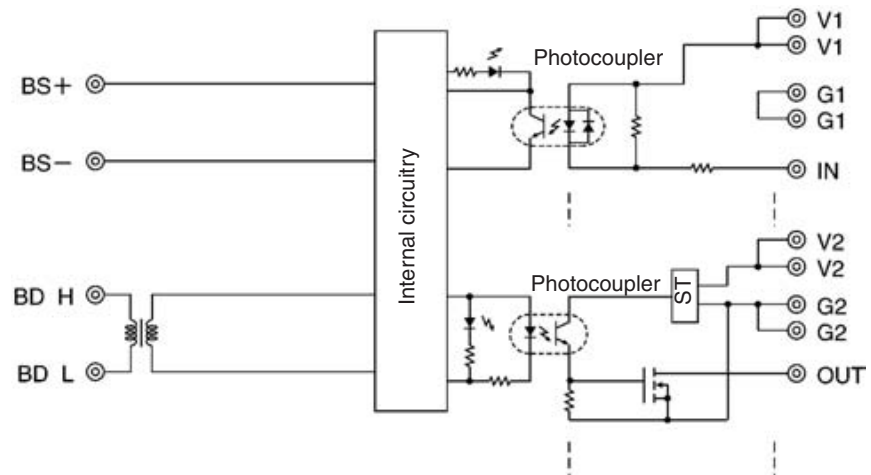 V1
Photocoupler
V1
BS+
G1
G1
BS−
IN
Internal circuitry
V2
Photocoupler
V2
ST
BD H
G2
G2
BD L
OUT